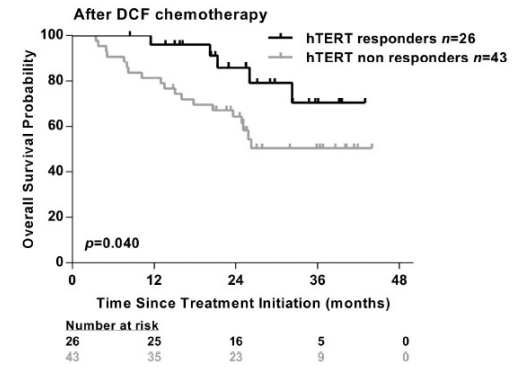 After DCF chemotherapy
hTERT responders n=26
hTERT non responders n=43
Overall Survival Probability
100
80
60
40
20
0
p=0.040
0 12 24 36 48
Time Since Treatment Initiation (months)
Number at risk
26 25 16 5 0
43 35 23 9 0